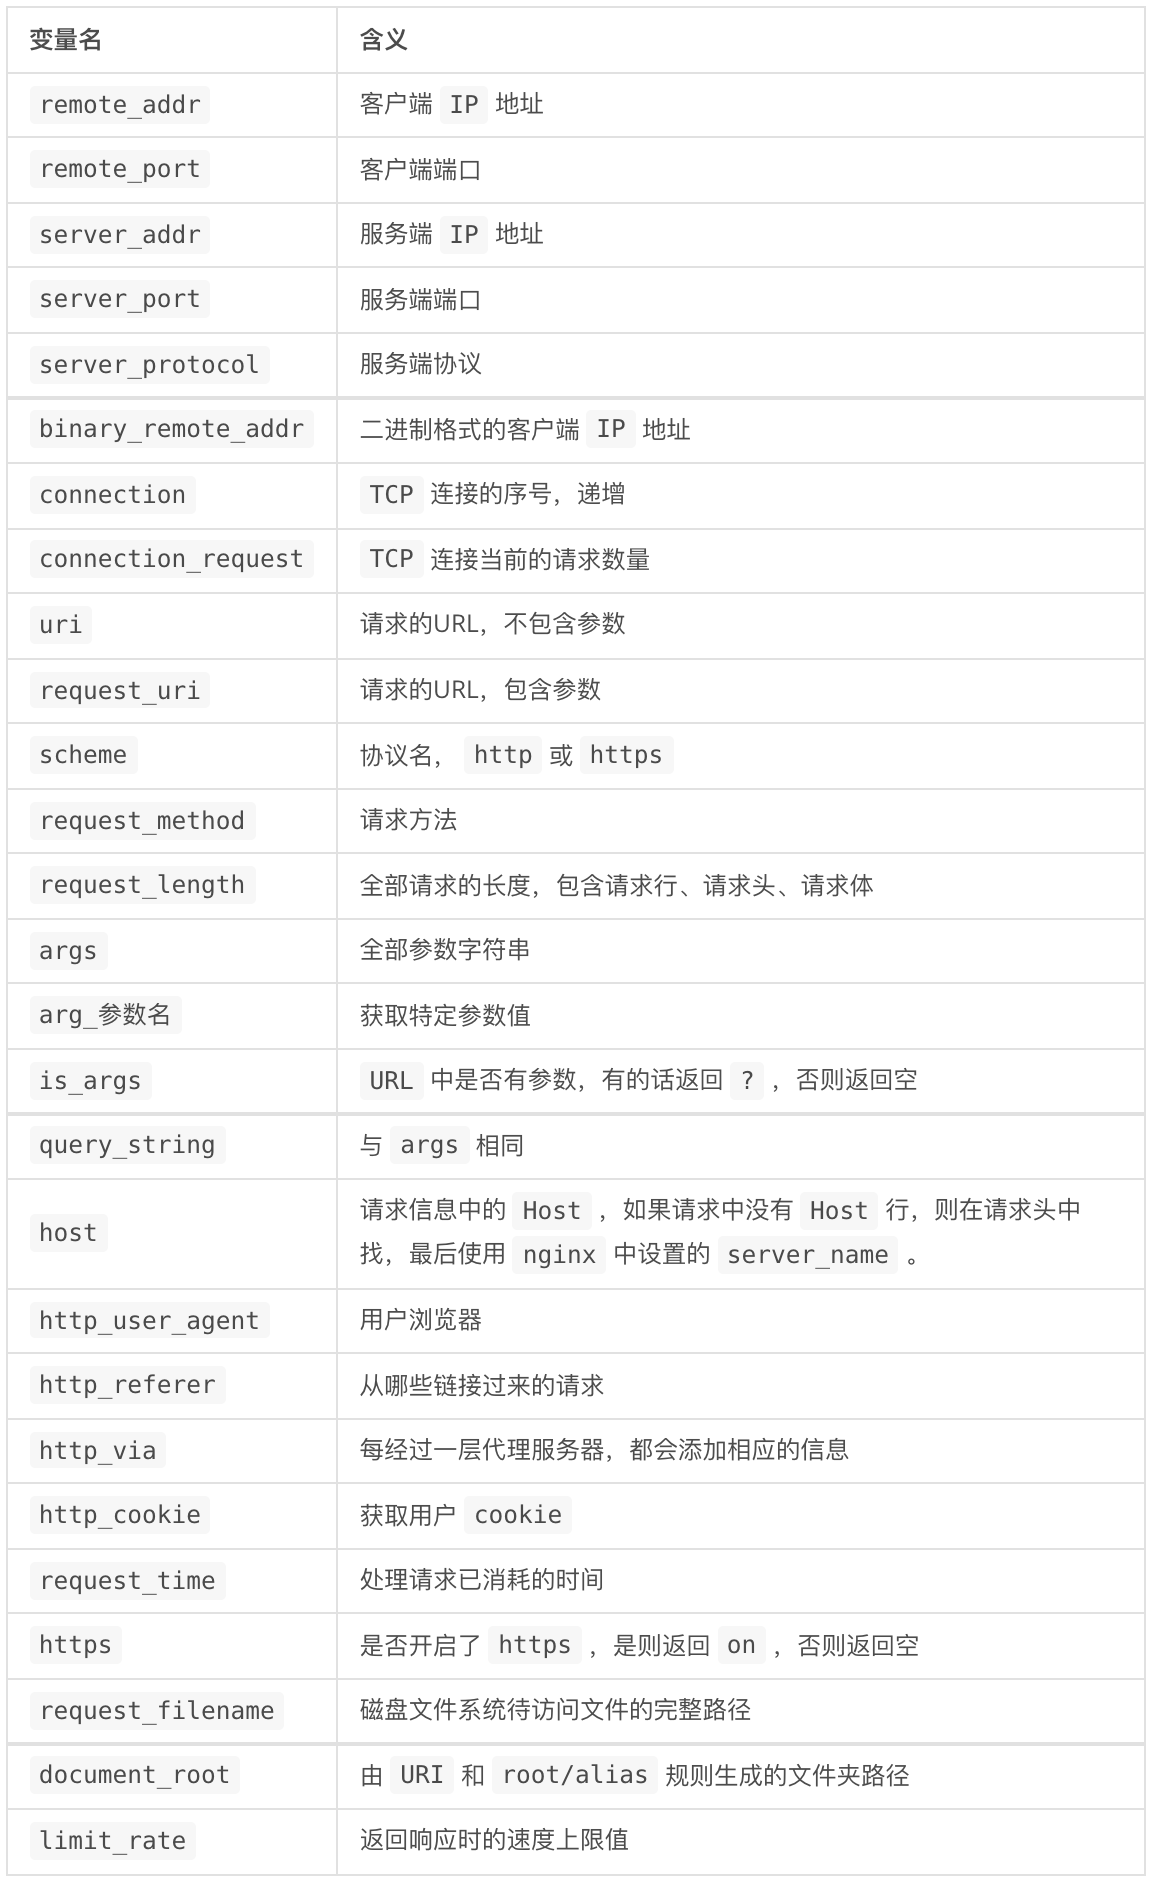 变量名 含义
remote_addr 客户端 IP 地址
remote_port 客户端端口
server_addr 服务端 IP 地址
server_port 服务端端口
server_protocol 服务端协议
binary_remote_addr 二进制格式的客户端 IP 地址
connection TCP 连接的序号，递增
connection_request TCP 连接当前的请求数量
uri 请求的URL，不包含参数
request_uri 请求的URL，包含参数
scheme 协议名， http 或 https
request_method 请求方法
request_length 全部请求的长度，包含请求行、请求头、请求体
args 全部参数字符串
arg_参数名 获取特定参数值
is_args URL 中是否有参数，有的话返回 ? ，否则返回空
query_string 与 args 相同
host 请求信息中的 Host ，如果请求中没有 Host 行，则在请求头中
找，最后使用 nginx 中设置的 server_name 。
http_user_agent 用户浏览器
http_referer 从哪些链接过来的请求
http_via 每经过一层代理服务器，都会添加相应的信息
http_cookie 获取用户 cookie
request_time 处理请求已消耗的时间
https 是否开启了 https ，是则返回 on ，否则返回空
request_filename 磁盘文件系统待访问文件的完整路径
document_root 由 URI 和 root/alias 规则生成的文件夹路径
limit_rate 返回响应时的速度上限值